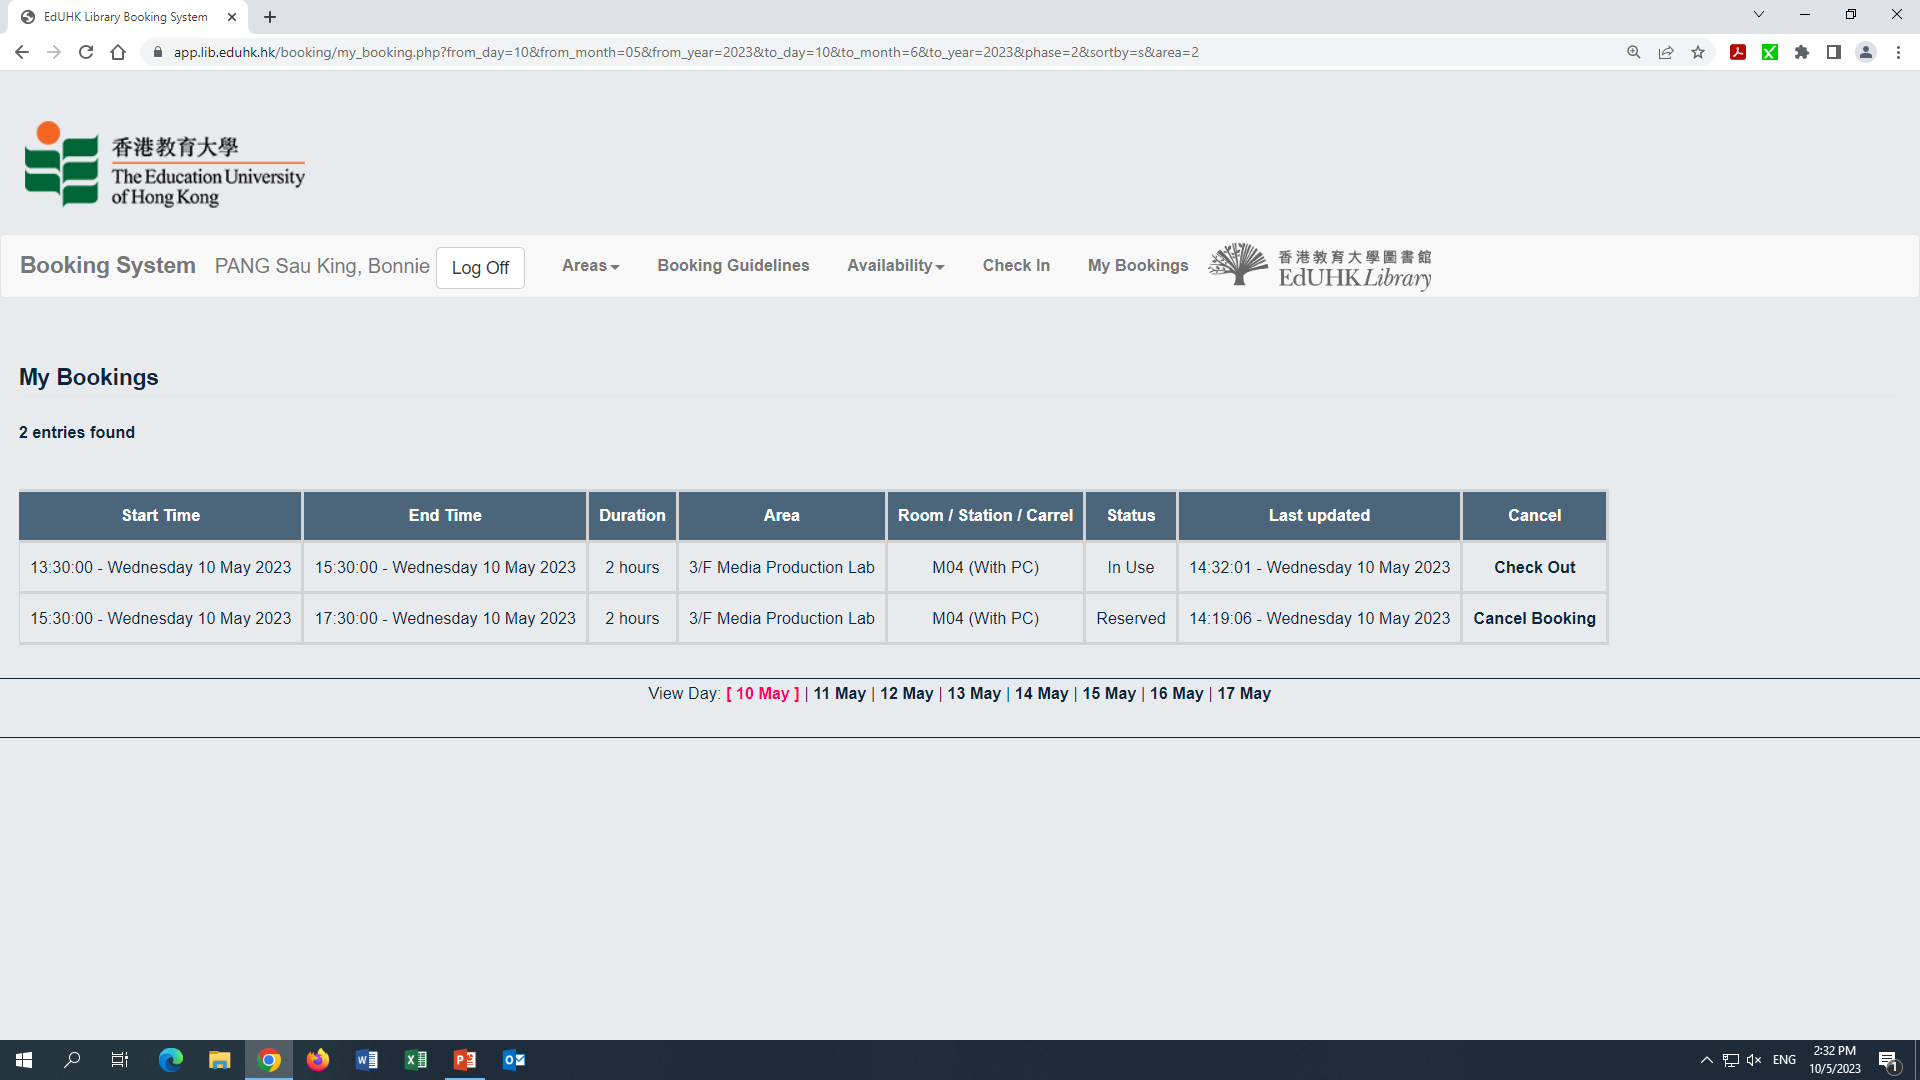 EdUHK Library Booking System
app.lib.eduhk.hk/booking/my_booking.php?from_day=10&from_month=05&from_year=2023&to_day=10&to_month=6&to_year=2023&phase=2&sortby=s&area=2
香港教育大學
The Education University
of Hong Kong
Booking System PANG Sau King, Bonnie Log Off Areas Booking Guidelines Availability Check In My Bookings 香港教育大學圖書館
EdUHK Library
My Bookings
2 entries found
Start Time End Time Duration Area Room / Station / Carrel Status Last updated Cancel
13:30:00 - Wednesday 10 May 2023 15:30:00 - Wednesday 10 May 2023 2 hours 3/F Media Production Lab M04 (With PC) In Use 14:32:01 - Wednesday 10 May 2023 Check Out
15:30:00 - Wednesday 10 May 2023 17:30:00 - Wednesday 10 May 2023 2 hours 3/F Media Production Lab M04 (With PC) Reserved 14:19:06 - Wednesday 10 May 2023 Cancel Booking
View Day: [ 10 May ] | 11 May | 12 May | 13 May | 14 May | 15 May | 16 May | 17 May
ENG
2:32 PM
10/5/2023
1